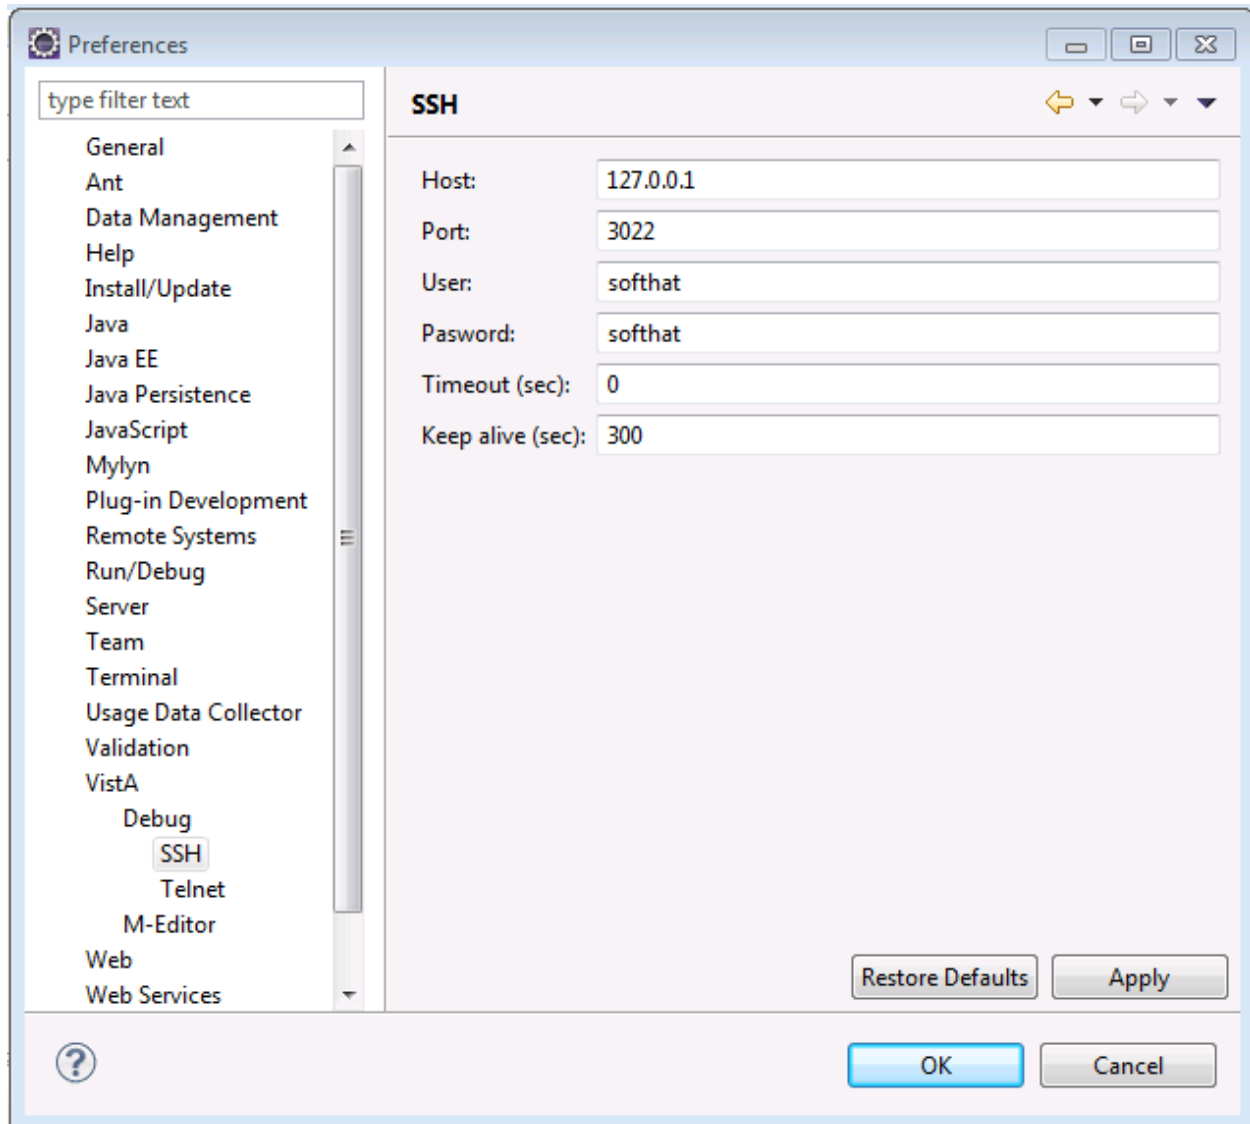 Preferences
type filter text
General
Ant
Data Management
Help
Install/Update
Java
Java EE
Java Persistence
JavaScript
Mylyn
Plug-in Development
Remote Systems
Run/Debug
Server
Team
Terminal
Usage Data Collector
Validation
VistA
Debug
SSH
Telnet
M-Editor
Web
Web Services
SSH
Host: 127.0.0.1
Port: 3022
User: softhat
Pasword: softhat
Timeout (sec): 0
Keep alive (sec): 300
Restore Defaults Apply
? OK Cancel